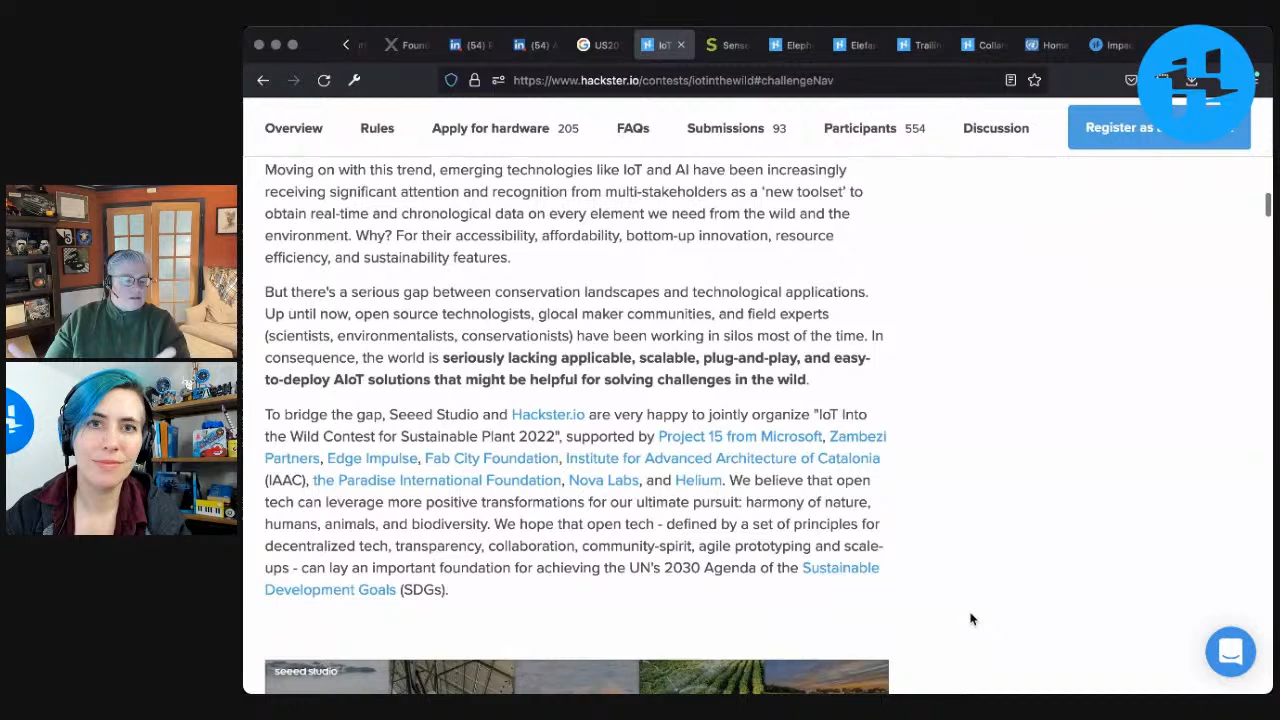 Foun
(54)
(54)
US20
IoT
Sense
Eleph
Elefa
Trailin
Collar
Home
Impac
https://www.hackster.io/contests/iotinthewild#challengeNav
Overview Rules Apply for hardware 205 FAQs Submissions 93 Participants 554 Discussion Register as a
Moving on with this trend, emerging technologies like IoT and AI have been increasingly
receiving significant attention and recognition from multi-stakeholders as a ‘new toolset’ to
obtain real-time and chronological data on every element we need from the wild and the
environment. Why? For their accessibility, affordability, bottom-up innovation, resource
efficiency, and sustainability features.
But there's a serious gap between conservation landscapes and technological applications.
Up until now, open source technologists, glocal maker communities, and field experts
(scientists, environmentalists, conservationists) have been working in silos most of the time. In
consequence, the world is seriously lacking applicable, scalable, plug-and-play, and easy-
to-deploy AIoT solutions that might be helpful for solving challenges in the wild.
To bridge the gap, Seeed Studio and Hackster.io are very happy to jointly organize "IoT Into
the Wild Contest for Sustainable Plant 2022", supported by Project 15 from Microsoft, Zambezi
Partners, Edge Impulse, Fab City Foundation, Institute for Advanced Architecture of Catalonia
(IAAC), the Paradise International Foundation, Nova Labs, and Helium. We believe that open
tech can leverage more positive transformations for our ultimate pursuit: harmony of nature,
humans, animals, and biodiversity. We hope that open tech - defined by a set of principles for
decentralized tech, transparency, collaboration, community-spirit, agile prototyping and scale-
ups - can lay an important foundation for achieving the UN's 2030 Agenda of the Sustainable
Development Goals (SDGs).
seeed studio